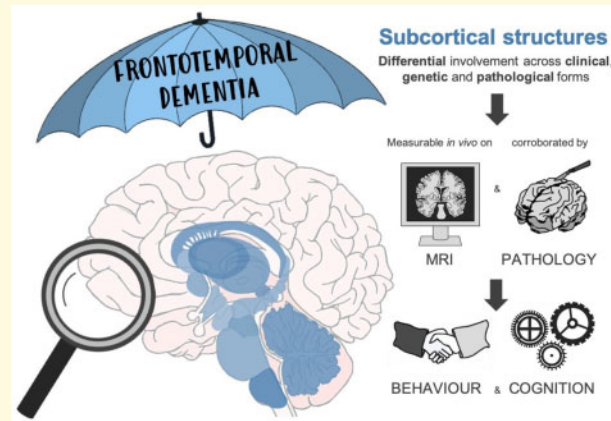 FRONTOTEMPORAL
DEMENTIA
Subcortical structures
Differential involvement across clinical,
genetic and pathological forms
Measurable in vivo on corroborated by
&
MRI PATHOLOGY
BEHAVIOUR & COGNITION